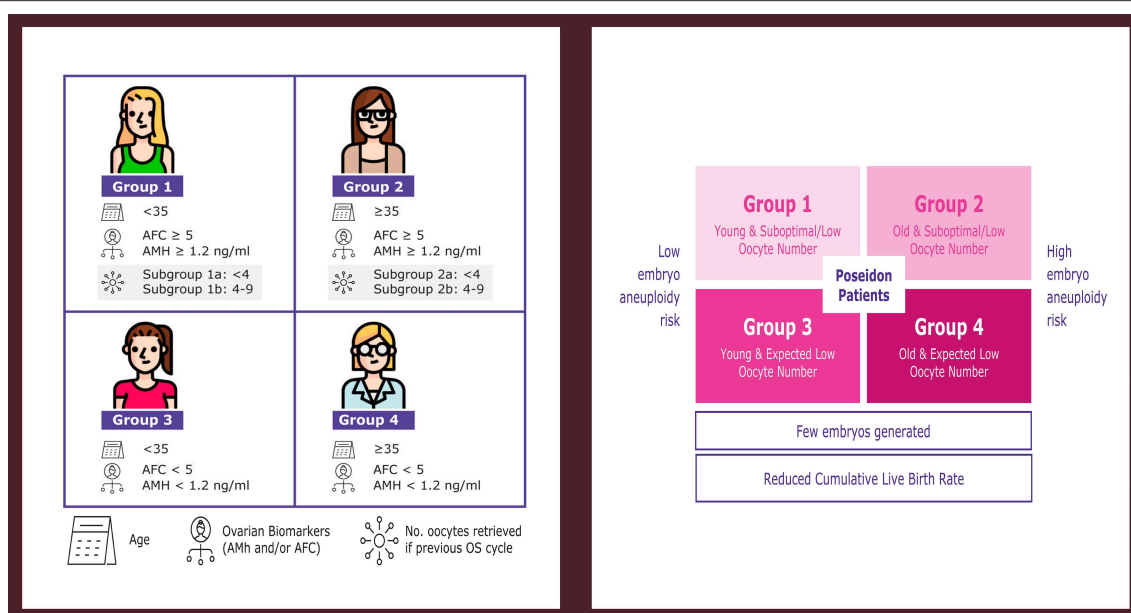 Group 1
<35
AFC ≥ 5
AMH ≥ 1.2 ng/ml
Subgroup 1a: <4
Subgroup 1b: 4-9
Group 2
≥35
AFC ≥ 5
AMH ≥ 1.2 ng/ml
Subgroup 2a: <4
Subgroup 2b: 4-9
Group 3
<35
AFC < 5
AMH < 1.2 ng/ml
Group 4
≥35
AFC < 5
AMH < 1.2 ng/ml
Age
Ovarian Biomarkers
(AMh and/or AFC)
No. oocytes retrieved
if previous OS cycle
Low
embryo
aneuploidy
risk
Group 1
Young & Suboptimal/Low
Oocyte Number
Group 2
Old & Suboptimal/Low
Oocyte Number
Poseidon
Patients
Group 3
Young & Expected Low
Oocyte Number
Group 4
Old & Expected Low
Oocyte Number
High
embryo
aneuploidy
risk
Few embryos generated
Reduced Cumulative Live Birth Rate